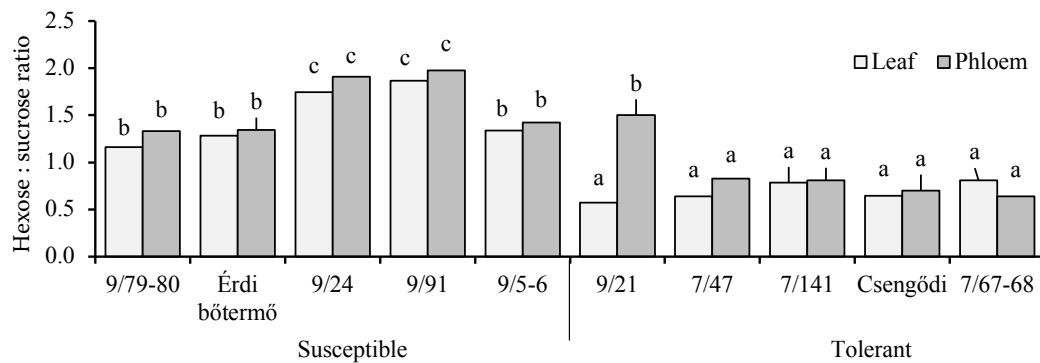 Hexose : sucrose ratio
2.5
2.0
1.5
1.0
0.5
0.0
Leaf Phloem
b b b b c c c c b b a b a a a a a a a a
9/79-80 Érdi bőtermő 9/24 9/91 9/5-6 9/21 7/47 7/141 Csengődi 7/67-68
Susceptible Tolerant